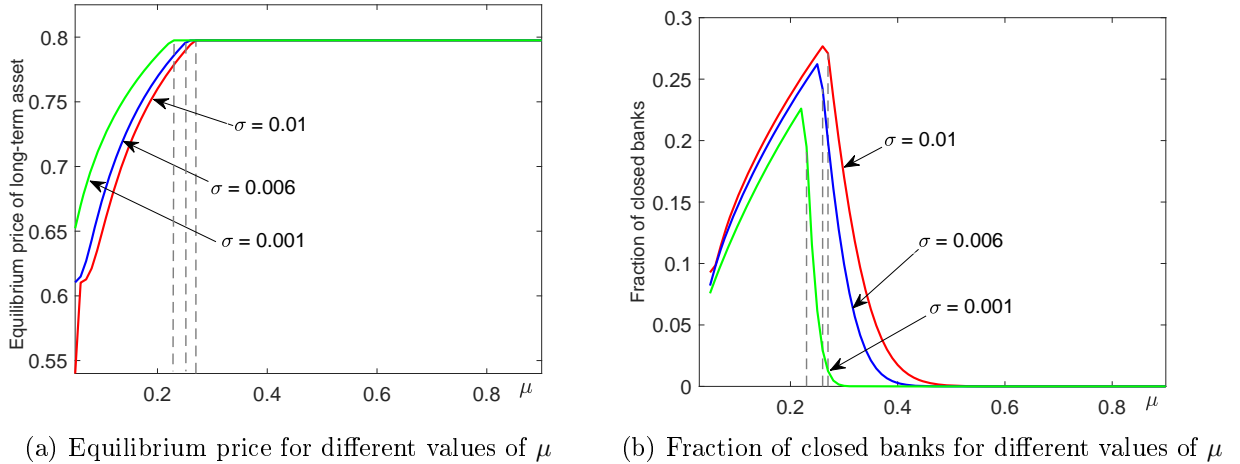 Equilibrium price of long-term asset
0.8
0.75
0.7
0.65
0.6
0.55
σ = 0.01
σ = 0.006
σ = 0.001
0.2
0.4
0.6
0.8
μ
(a) Equilibrium price for different values of μ
Fraction of closed banks
0.3
0.25
0.2
0.15
0.1
0.05
0
σ = 0.01
σ = 0.006
σ = 0.001
0.2
0.4
0.6
0.8
μ
(b) Fraction of closed banks for different values of μ